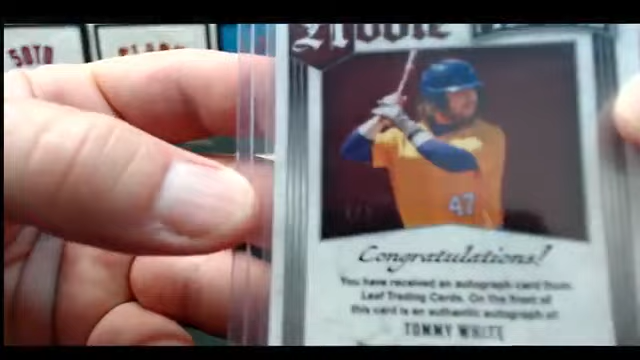 SOTO
47
Congratulations!
You have received an autograph card from
Leaf Trading Cards. On the front of
this card is an authentic autograph of:
TOMMY WHITE